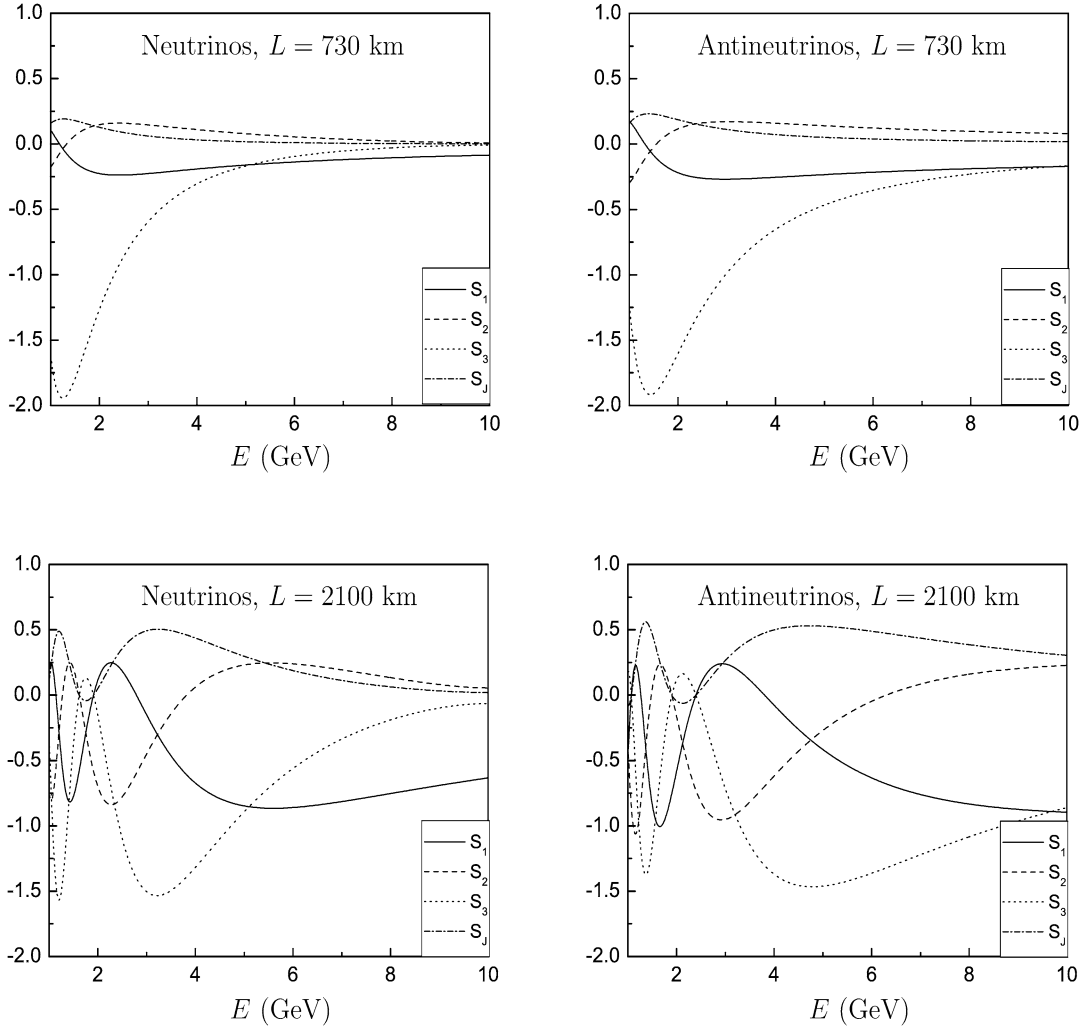 Neutrinos, L = 730 km
1.0
0.5
0.0
-0.5
-1.0
-1.5
-2.0
S1
S2
S3
SJ
2 4 6 8 10
E (GeV)
Antineutrinos, L = 730 km
1.0
0.5
0.0
-0.5
-1.0
-1.5
-2.0
S1
S2
S3
SJ
2 4 6 8 10
E (GeV)
Neutrinos, L = 2100 km
1.0
0.5
0.0
-0.5
-1.0
-1.5
-2.0
S1
S2
S3
SJ
2 4 6 8 10
E (GeV)
Antineutrinos, L = 2100 km
1.0
0.5
0.0
-0.5
-1.0
-1.5
-2.0
S1
S2
S3
SJ
2 4 6 8 10
E (GeV)